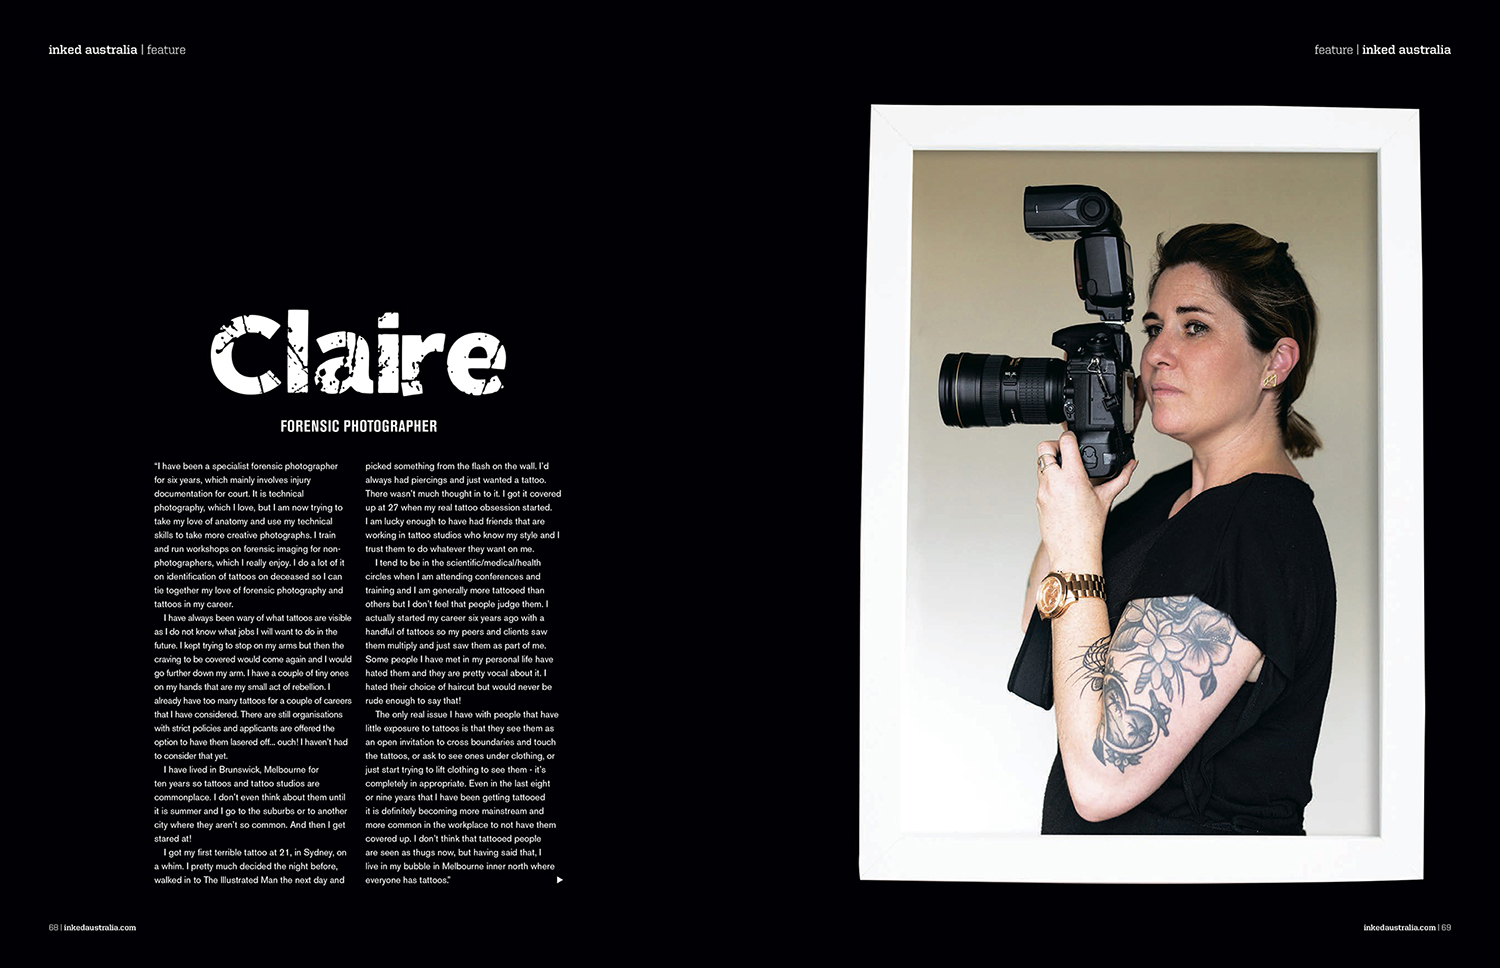 inked australia | feature
feature | inked australia
Claire
FORENSIC PHOTOGRAPHER
"I have been a specialist forensic photographer
for six years, which mainly involves injury
documentation for court. It is technical
photography, which I love, but I am now trying to
take my love of anatomy and use my technical
skills to take more creative photographs. I train
and run workshops on forensic imaging for non-
photographers, which I really enjoy. I do a lot of it
on identification of tattoos on deceased so I can
tie together my love of forensic photography and
tattoos in my career.
I have always been wary of what tattoos are visible
as I do not know what jobs I will want to do in the
future. I kept trying to stop on my arms but then the
craving to be covered would come again and I would
go further down my arm. I have a couple of tiny ones
on my hands that are my small act of rebellion. I
already have too many tattoos for a couple of careers
that I have considered. There are still organisations
with strict policies and applicants are offered the
option to have them lasered off... ouch! I haven't had
to consider that yet.
I have lived in Brunswick, Melbourne for
ten years so tattoos and tattoo studios are
commonplace. I don't even think about them until
it is summer and I go to the suburbs or to another
city where they aren't so common. And then I get
stared at!
I got my first terrible tattoo at 21, in Sydney, on
a whim. I pretty much decided the night before,
walked in to The Illustrated Man the next day and
picked something from the flash on the wall. I'd
always had piercings and just wanted a tattoo.
There wasn't much thought in to it. I got it covered
up at 27 when my real tattoo obsession started.
I am lucky enough to have had friends that are
working in tattoo studios who know my style and I
trust them to do whatever they want on me.
I tend to be in the scientific/medical/health
circles when I am attending conferences and
training and I am generally more tattooed than
others but I don't feel that people judge them. I
actually started my career six years ago with a
handful of tattoos so my peers and clients saw
them multiply and just saw them as part of me.
Some people I have met in my personal life have
hated them and they are pretty vocal about it. I
hated their choice of haircut but would never be
rude enough to say that!
The only real issue I have with people that have
little exposure to tattoos is that they see them as
an open invitation to cross boundaries and touch
the tattoos, or ask to see ones under clothing, or
just start trying to lift clothing to see them - it's
completely in appropriate. Even in the last eight
or nine years that I have been getting tattooed
it is definitely becoming more mainstream and
more common in the workplace to not have them
covered up. I don't think that tattooed people
are seen as thugs now, but having said that, I
live in my bubble in Melbourne inner north where
everyone has tattoos."
68 | inkedaustralia.com
inkedaustralia.com | 69